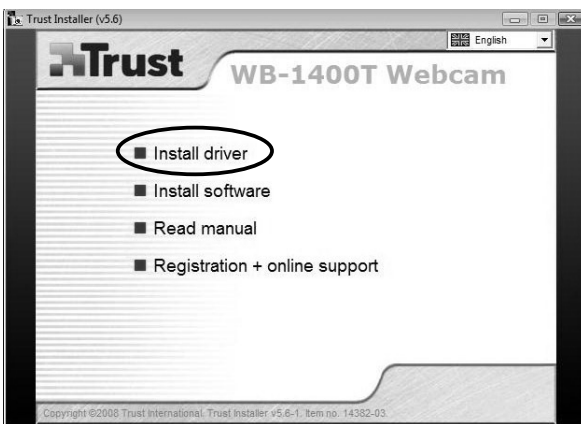 Trust Installer (v5.6)
English
Trust
WB-1400T Webcam
Install driver
Install software
Read manual
Registration + online support
Copyright ©2008 Trust International. Trust Installer v5.6-1. Item no. 14382-03.